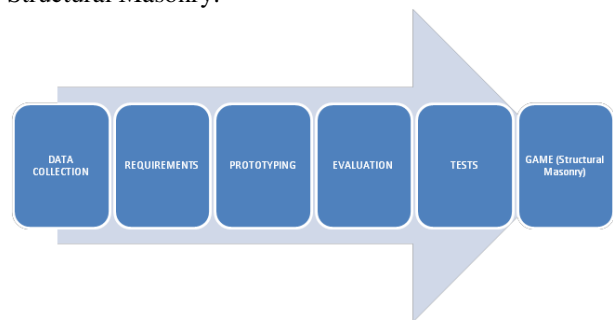 Structural Masonry.
DATA
COLLECTION
REQUIREMENTS
PROTOTYPING
EVALUATION
TESTS
GAME (Structural
Masonry)